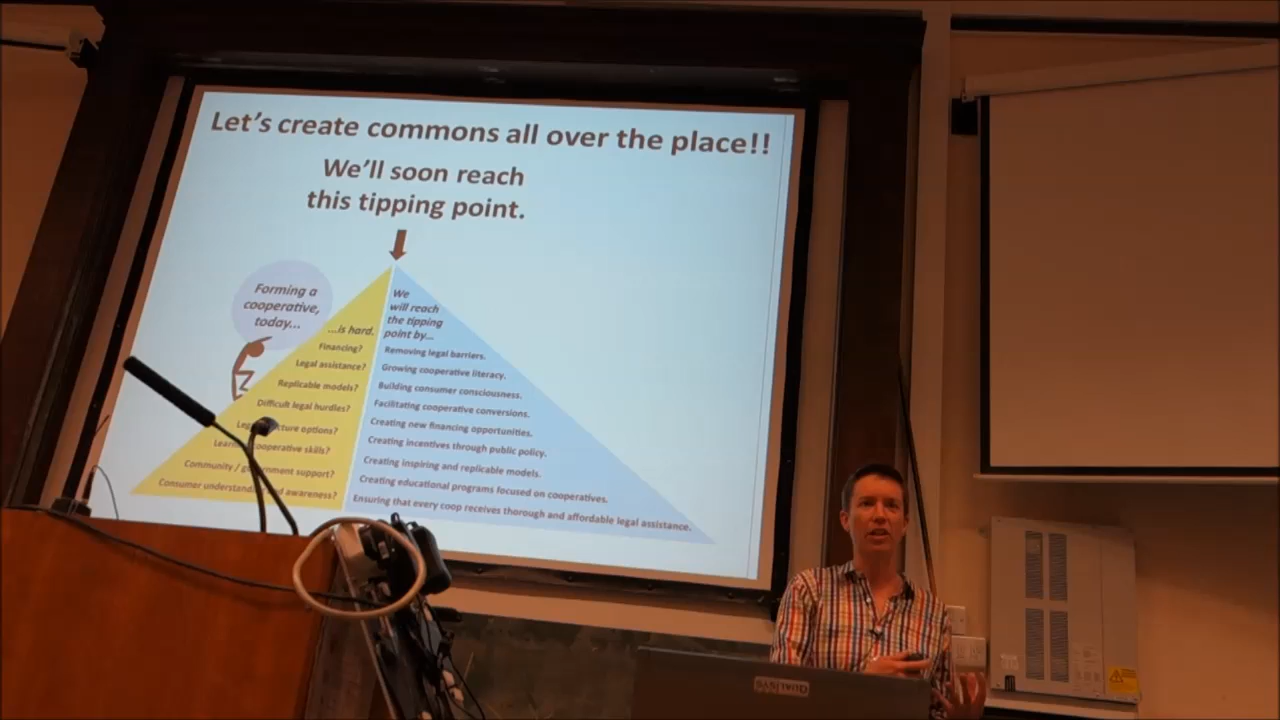 Let's create commons all over the place!!
We'll soon reach
this tipping point.
Forming a
cooperative,
today...
...is hard.
Financing?
Legal assistance?
Replicable models?
Difficult legal hurdles?
options?
cooperative skills?
Community / government support?
Consumer understanding and awareness?
We
will reach
the tipping
point by...
Removing legal barriers.
Growing cooperative literacy.
Building consumer consciousness.
Facilitating cooperative conversions.
Creating new financing opportunities.
Creating incentives through public policy.
Creating inspiring and replicable models.
Creating educational programs focused on cooperatives.
Ensuring that every coop receives thorough and affordable legal assistance.